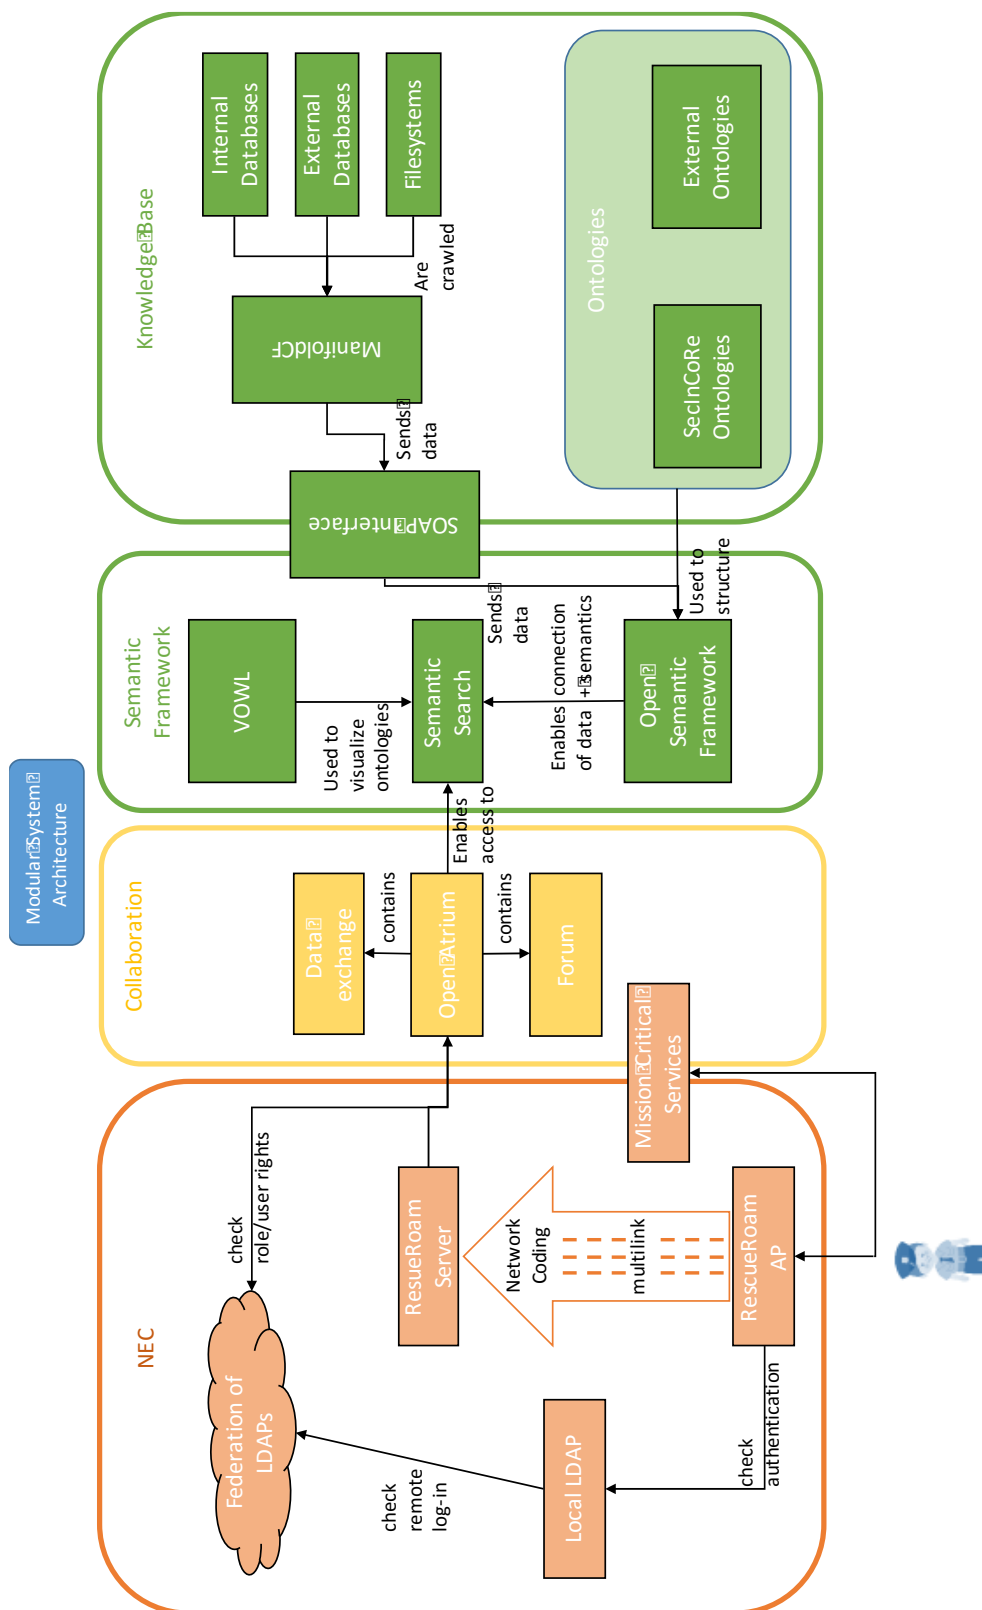 Modular System
Architecture
NEC
Federation of
LDAPs
check
role/user rights
check
remote
log-in
Local LDAP
check
authentication
ResueRoam
Server
Network
Coding
multilink
RescueRoam
AP
Mission Critical
Services
Collaboration
Data
exchange
contains
Open Atrium
contains
Forum
Enables
access to
Semantic
Framework
VOWL
Used to
visualize
ontologies
Semantic
Search
Sends
data
Enables connection
of data + semantics
Open
Semantic
Framework
Used to
structure
SOAP Interface
Knowledge Base
Internal
Databases
External
Databases
Filesystems
Are
crawled
ManifoldCF
Sends
data
Ontologies
SecInCoRe
Ontologies
External
Ontologies